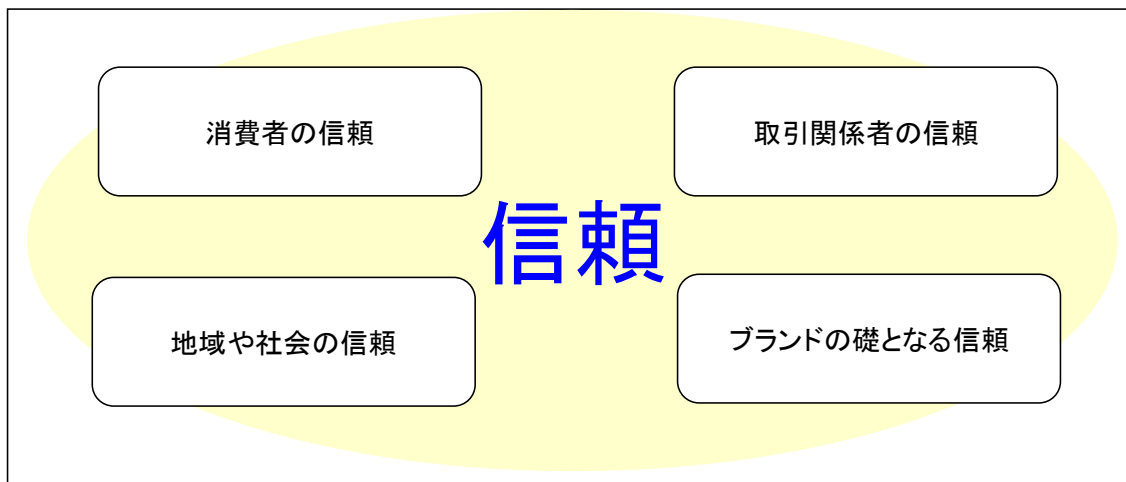 消費者の信頼
取引関係者の信頼
信頼
地域や社会の信頼
ブランドの礎となる信頼